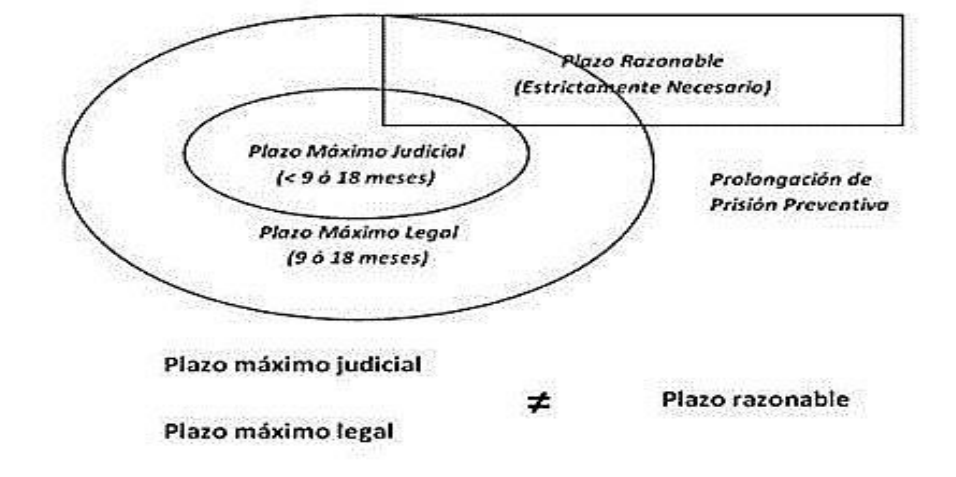 Plazo Razonable
(Estrictamente Necesario)
Plazo Máximo Judicial
(< 9 ó 18 meses)
Prolongación de
Prisión Preventiva
Plazo Máximo Legal
(9 ó 18 meses)
Plazo máximo judicial
≠
Plazo razonable
Plazo máximo legal